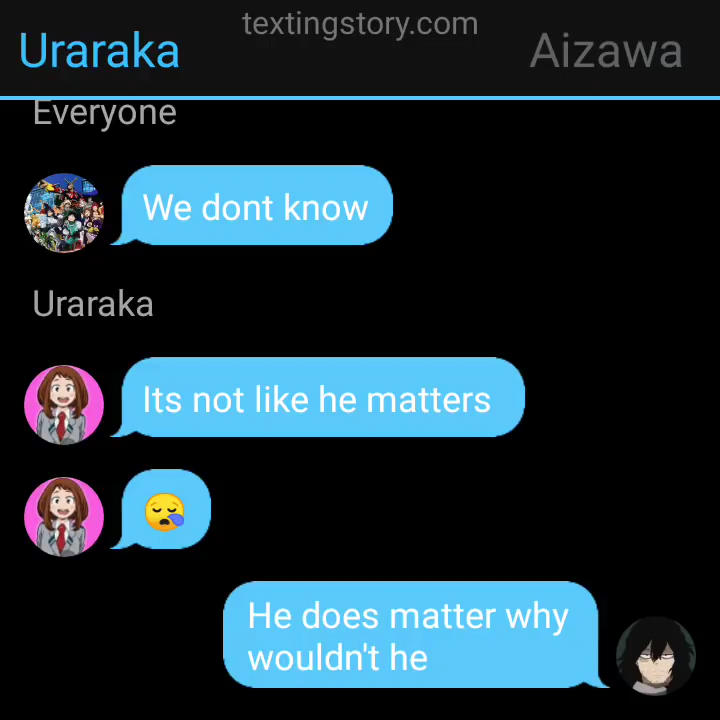 textingstory.com
Uraraka
Aizawa
Everyone
We dont know
Uraraka
Its not like he matters
He does matter why
wouldn't he